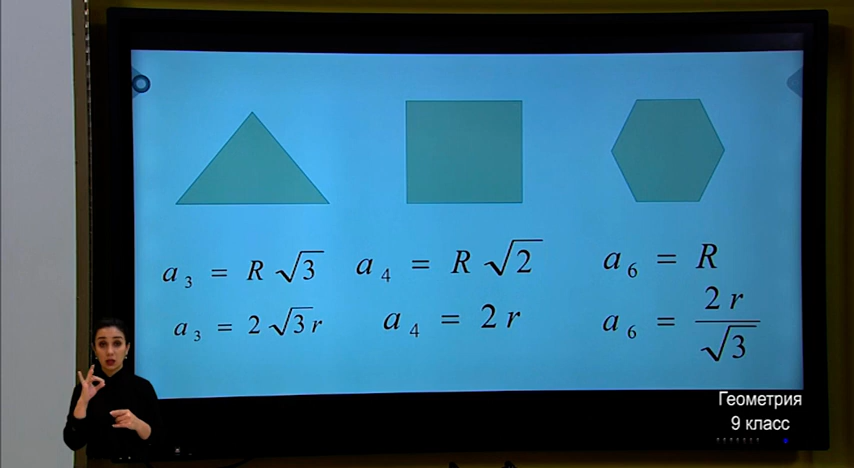 a₃ = R√3
a₄ = R√2
a₆ = R
a₃ = 2√3r
a₄ = 2r
a₆ = 2r/√3
Геометрия
9 класс